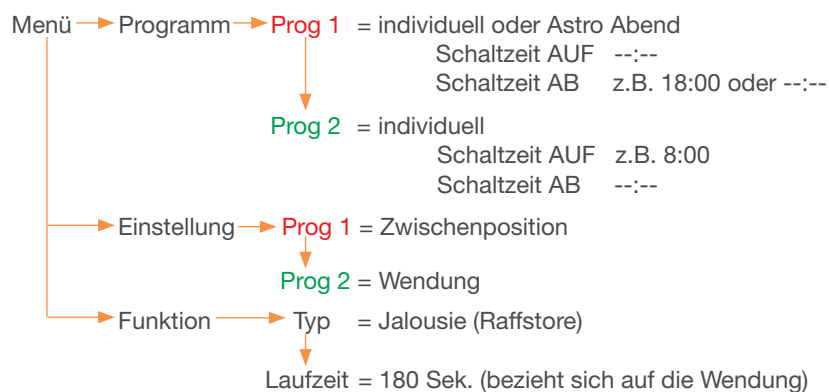 Menü Programm Prog 1 = individuell oder Astro Abend
Schaltzeit AUF --:--
Schaltzeit AB z.B. 18:00 oder --:--
Prog 2 = individuell
Schaltzeit AUF z.B. 8:00
Schaltzeit AB --:--
Einstellung Prog 1 = Zwischenposition
Prog 2 = Wendung
Funktion Typ = Jalousie (Raffstore)
Laufzeit = 180 Sek. (bezieht sich auf die Wendung)